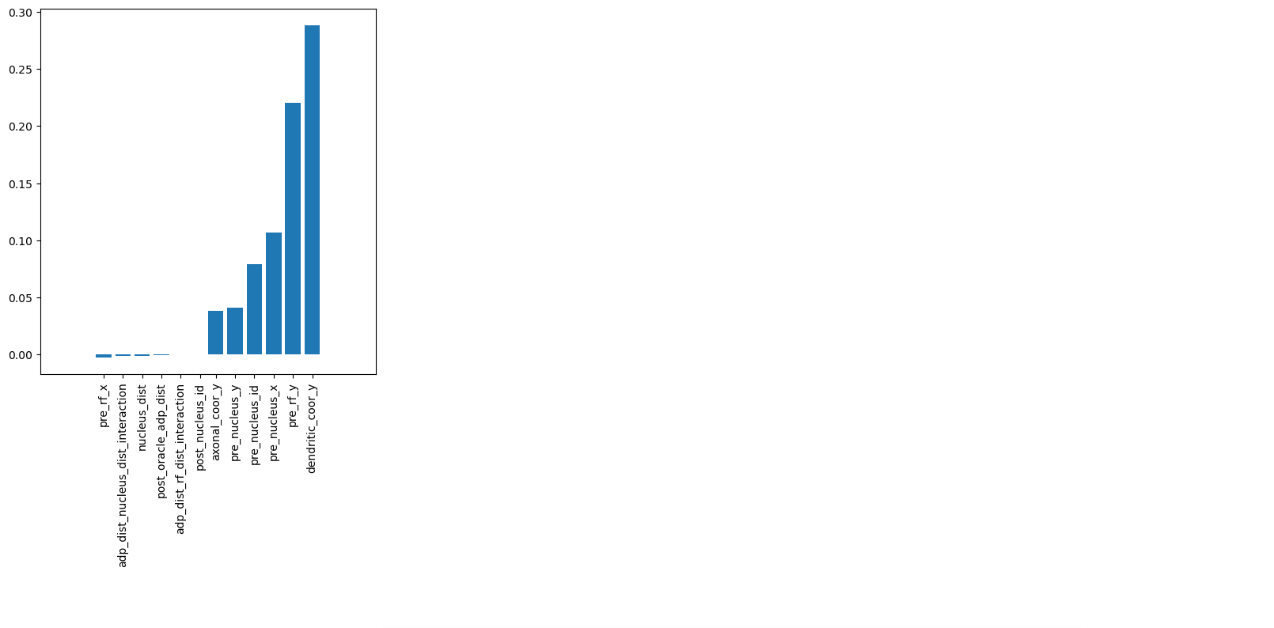 0.30
0.25
0.20
0.15
0.10
0.05
0.00
pre_rf_x
adp_dist_nucleus_dist_interaction
nucleus_dist
post_oracle_adp_dist
adp_dist_rf_dist_interaction
post_nucleus_id
axonal_coor_y
pre_nucleus_y
pre_nucleus_id
pre_nucleus_x
pre_rf_y
dendritic_coor_y